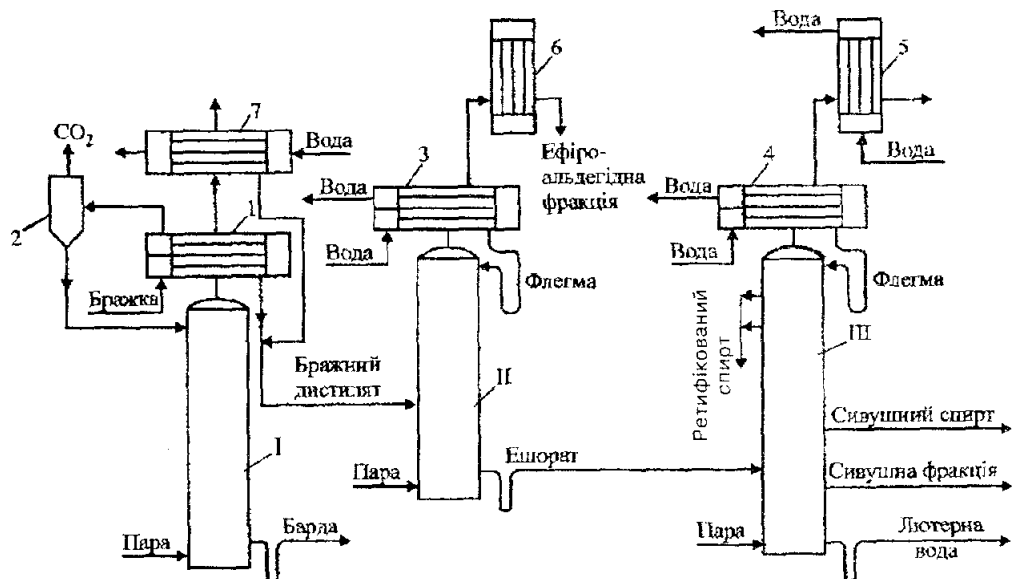 Вода
6
5
CO₂
7
Вода
Вода
Ефіро-
альдегідна
фракція
3
Вода
4
Вода
2
1
Вода
Флегма
Вода
Флегма
Бражка
Ретифікований
спирт
III
Бражний
дистилят
II
Сивушний спирт
Епюрат
I
Пара
Сивушна фракція
Барда
Пара
Пара
Лютерна
вода